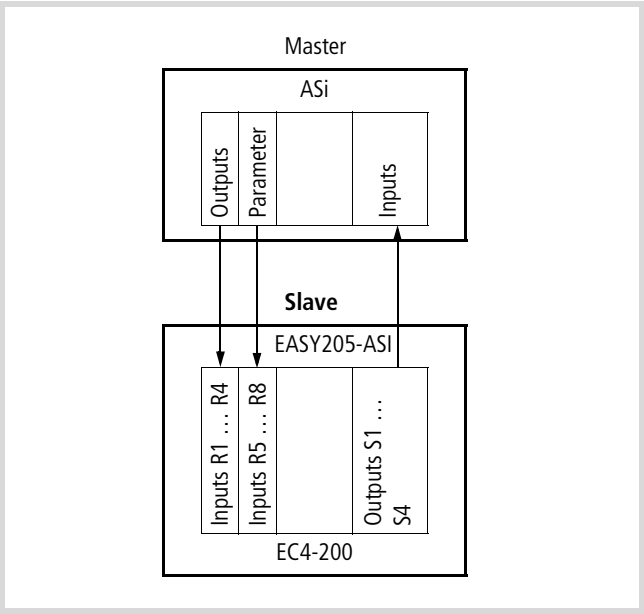 Master
ASi
Outputs
Parameter
Inputs
Slave
EASY205-ASI
Inputs R1 … R4
Inputs R5 … R8
Outputs S1 …
S4
EC4-200